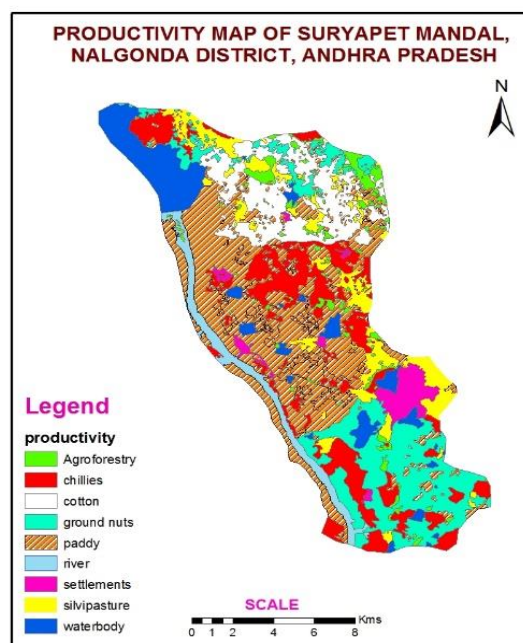 PRODUCTIVITY MAP OF SURYAPET MANDAL,
NALGONDA DISTRICT, ANDHRA PRADESH
N
Legend
productivity
Agroforestry
chillies
cotton
ground nuts
paddy
river
settlements
silvipasture
waterbody
SCALE
Kms
0 1 2 4 6 8